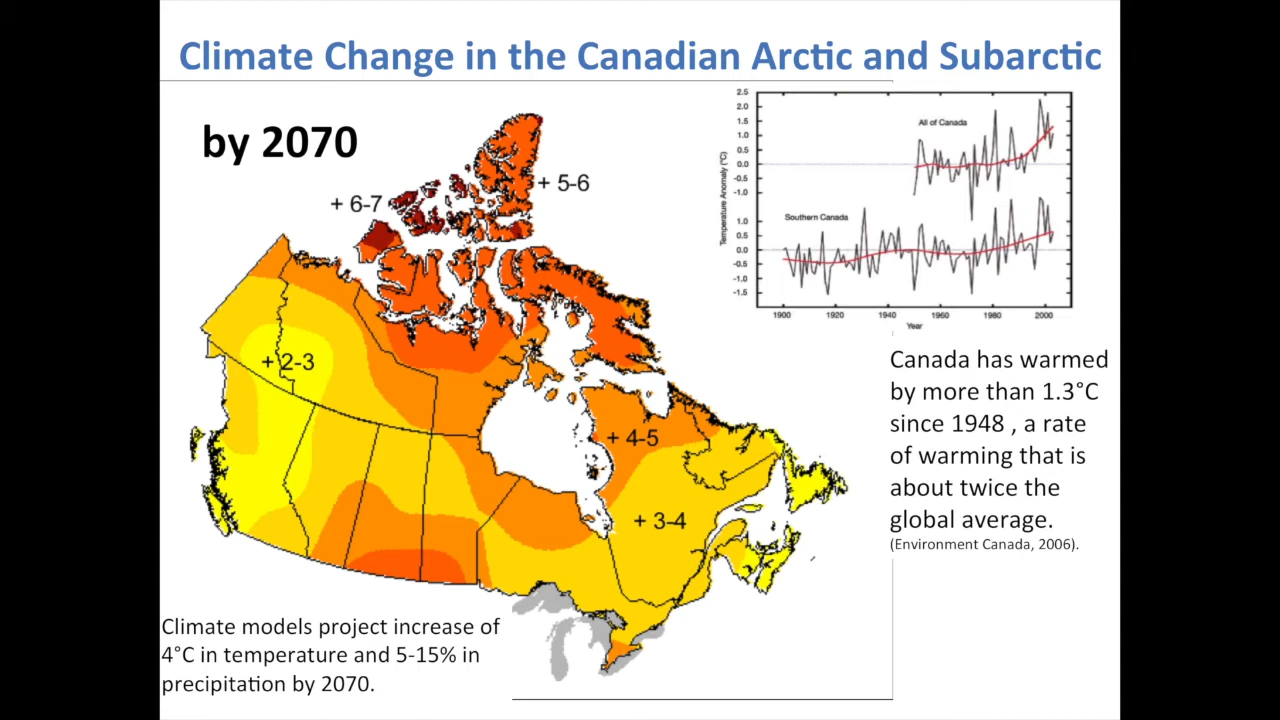 Climate Change in the Canadian Arctic and Subarctic
by 2070
+ 5-6
+ 6-7
+ 2-3
+ 4-5
+ 3-4
2.5
2.0
1.5
1.0
0.5
0.0
-0.5
-1.0
All of Canada
Temperature Anomaly (°C)
Southern Canada
1.0
0.5
0.0
-0.5
-1.0
-1.5
1900 1920 1940 1960 1980 2000
Year
Canada has warmed
by more than 1.3°C
since 1948 , a rate
of warming that is
about twice the
global average.
(Environment Canada, 2006).
Climate models project increase of
4°C in temperature and 5-15% in
precipitation by 2070.